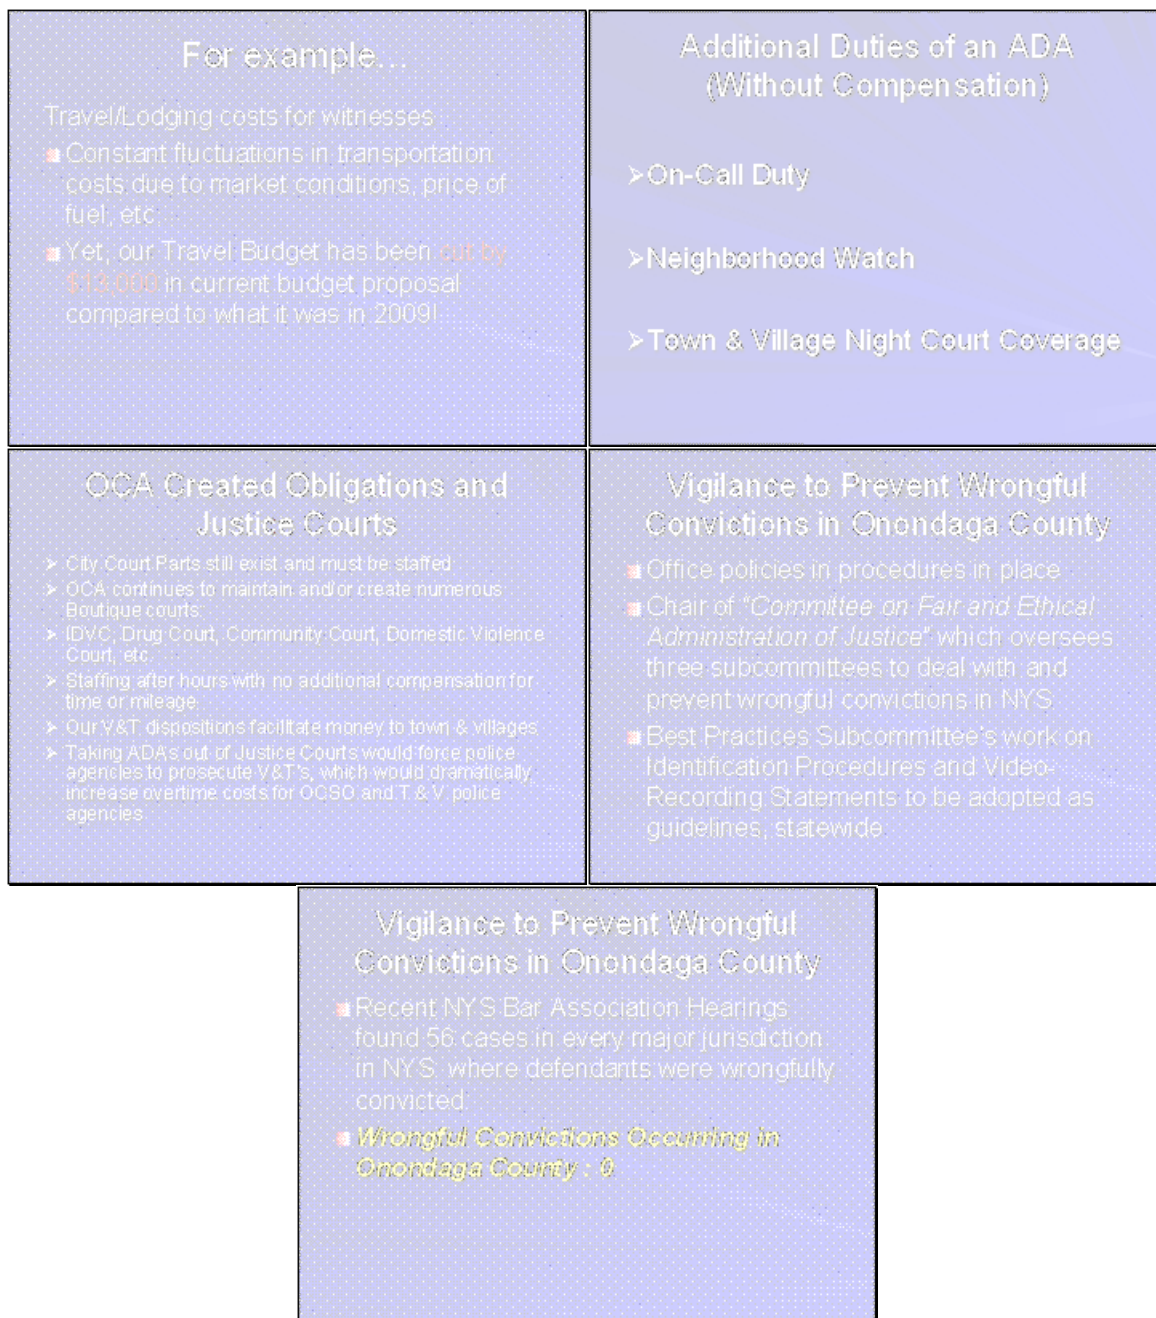 For example...
Travel/Lodging costs for witnesses
Constant fluctuations in transportation
costs due to market conditions, price of
fuel, etc.
Yet, our Travel Budget has been cut by
$13,000 in current budget proposal
compared to what it was in 2009!
Additional Duties of an ADA
(Without Compensation)
➢On-Call Duty
➢Neighborhood Watch
➢Town & Village Night Court Coverage
OCA Created Obligations and
Justice Courts
➢ City Court Parts still exist and must be staffed
➢ OCA continues to maintain and/or create numerous
Boutique courts:
➢ IDVC, Drug Court, Community Court, Domestic Violence
Court, etc.
➢ Staffing after hours with no additional compensation for
time or mileage.
➢ Our V&T dispositions facilitate money to town & villages
➢ Taking ADA's out of Justice Courts would force police
agencies to prosecute V&T's, which would dramatically
increase overtime costs for OCSO and T & V police
agencies
Vigilance to Prevent Wrongful
Convictions in Onondaga County
Office policies in procedures in place
Chair of "Committee on Fair and Ethical
Administration of Justice" which oversees
three subcommittees to deal with and
prevent wrongful convictions in NYS
Best Practices Subcommittee's work on
Identification Procedures and Video-
Recording Statements to be adopted as
guidelines, statewide.
Vigilance to Prevent Wrongful
Convictions in Onondaga County
Recent NYS Bar Association Hearings
found 56 cases in every major jurisdiction
in NYS where defendants were wrongfully
convicted
Wrongful Convictions Occurring in
Onondaga County : 0